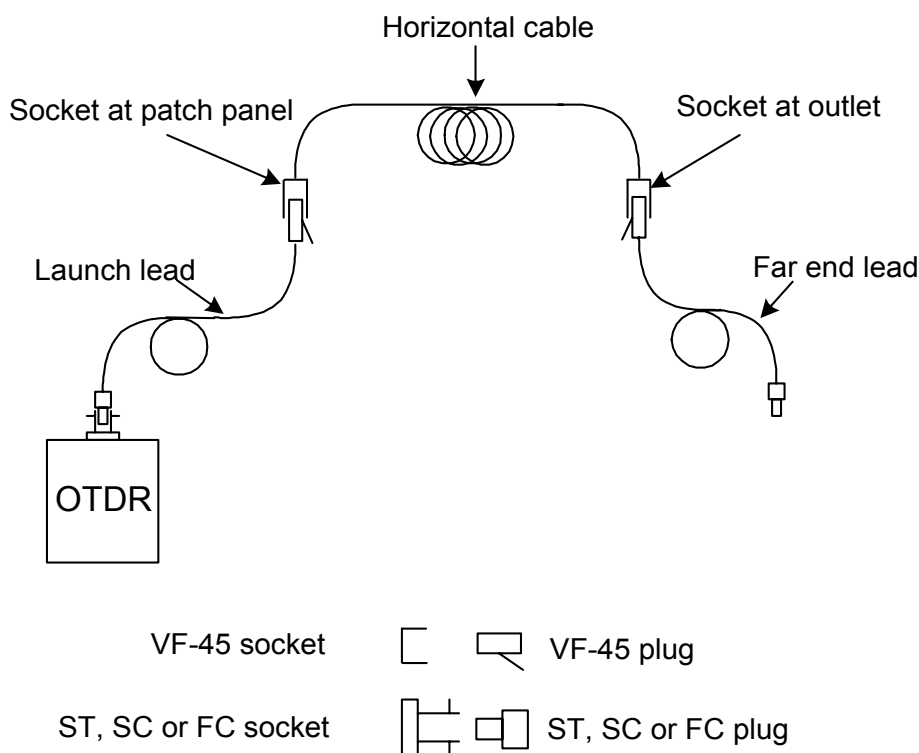 Horizontal cable
Socket at patch panel
Socket at outlet
Launch lead
Far end lead
OTDR
VF-45 socket
VF-45 plug
ST, SC or FC socket
ST, SC or FC plug